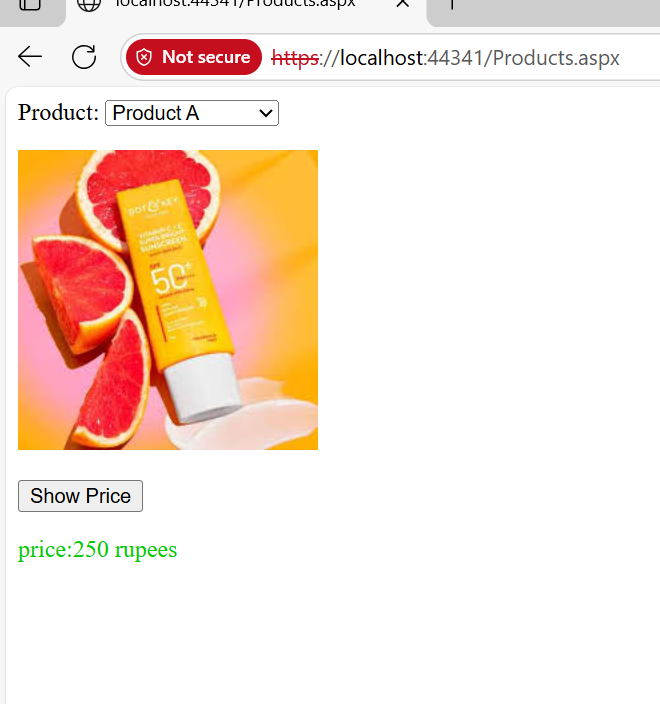 localhost:44341/Products.aspx
Not secure https://localhost:44341/Products.aspx
Product: Product A
DOT & KEY
VITAMIN C + E
SUPER BRIGHT
SUNSCREEN
SPF
50+
Show Price
price:250 rupees